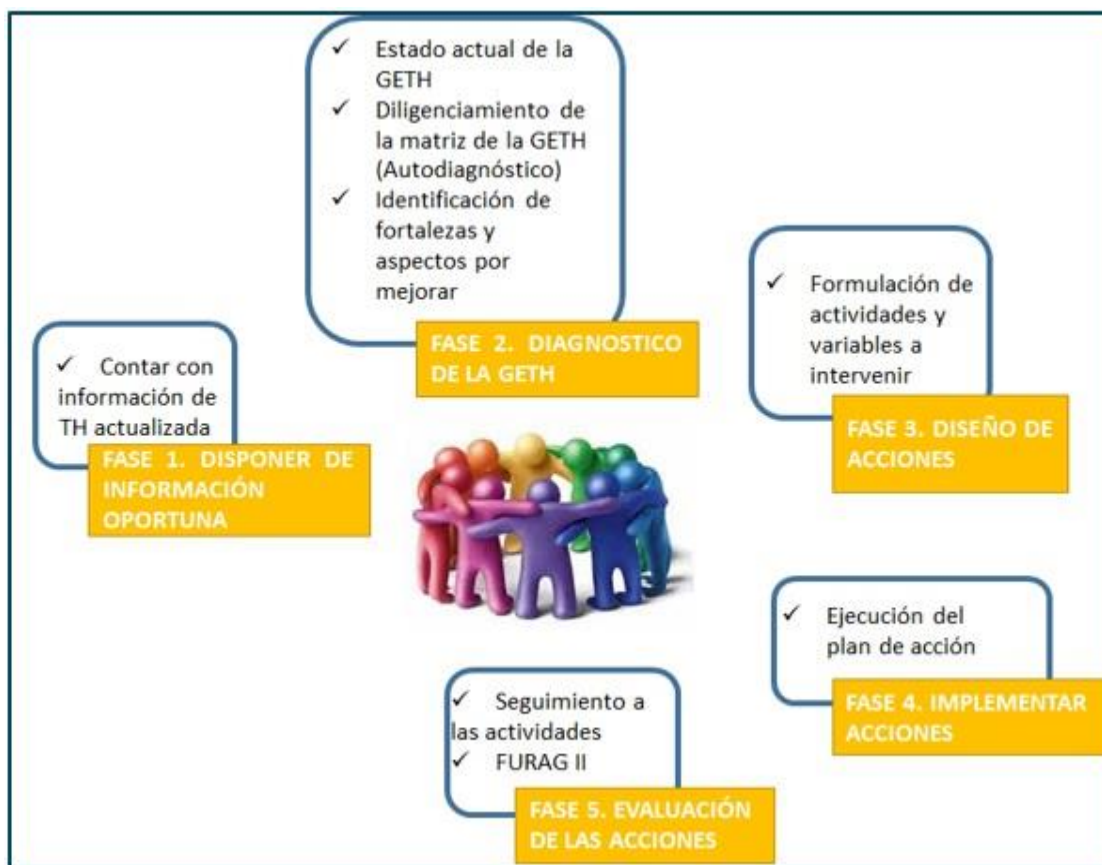 ✓ Contar con
información de
TH actualizada
FASE 1. DISPONER DE
INFORMACIÓN
OPORTUNA
✓ Estado actual de la
GETH
✓ Diligenciamiento de
la matriz de la GETH
(Autodiagnóstico)
✓ Identificación de
fortalezas y
aspectos por
mejorar
FASE 2. DIAGNOSTICO
DE LA GETH
✓ Formulación de
actividades y
variables a
intervenir
FASE 3. DISEÑO DE
ACCIONES
✓ Ejecución del
plan de acción
FASE 4. IMPLEMENTAR
ACCIONES
✓ Seguimiento a
las actividades
✓ FURAG II
FASE 5. EVALUACIÓN
DE LAS ACCIONES